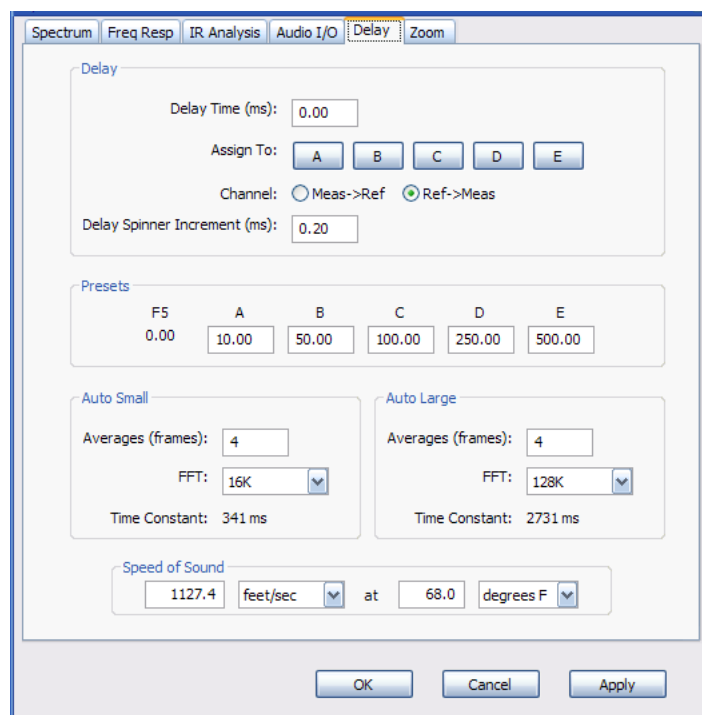 Spectrum Freq Resp IR Analysis Audio I/O Delay Zoom
Delay
Delay Time (ms): 0.00
Assign To: A B C D E
Channel: Meas->Ref Ref->Meas
Delay Spinner Increment (ms): 0.20
Presets
F5 A B C D E
0.00 10.00 50.00 100.00 250.00 500.00
Auto Small
Averages (frames): 4
FFT: 16K
Time Constant: 341 ms
Auto Large
Averages (frames): 4
FFT: 128K
Time Constant: 2731 ms
Speed of Sound
1127.4 feet/sec at 68.0 degrees F
OK Cancel Apply